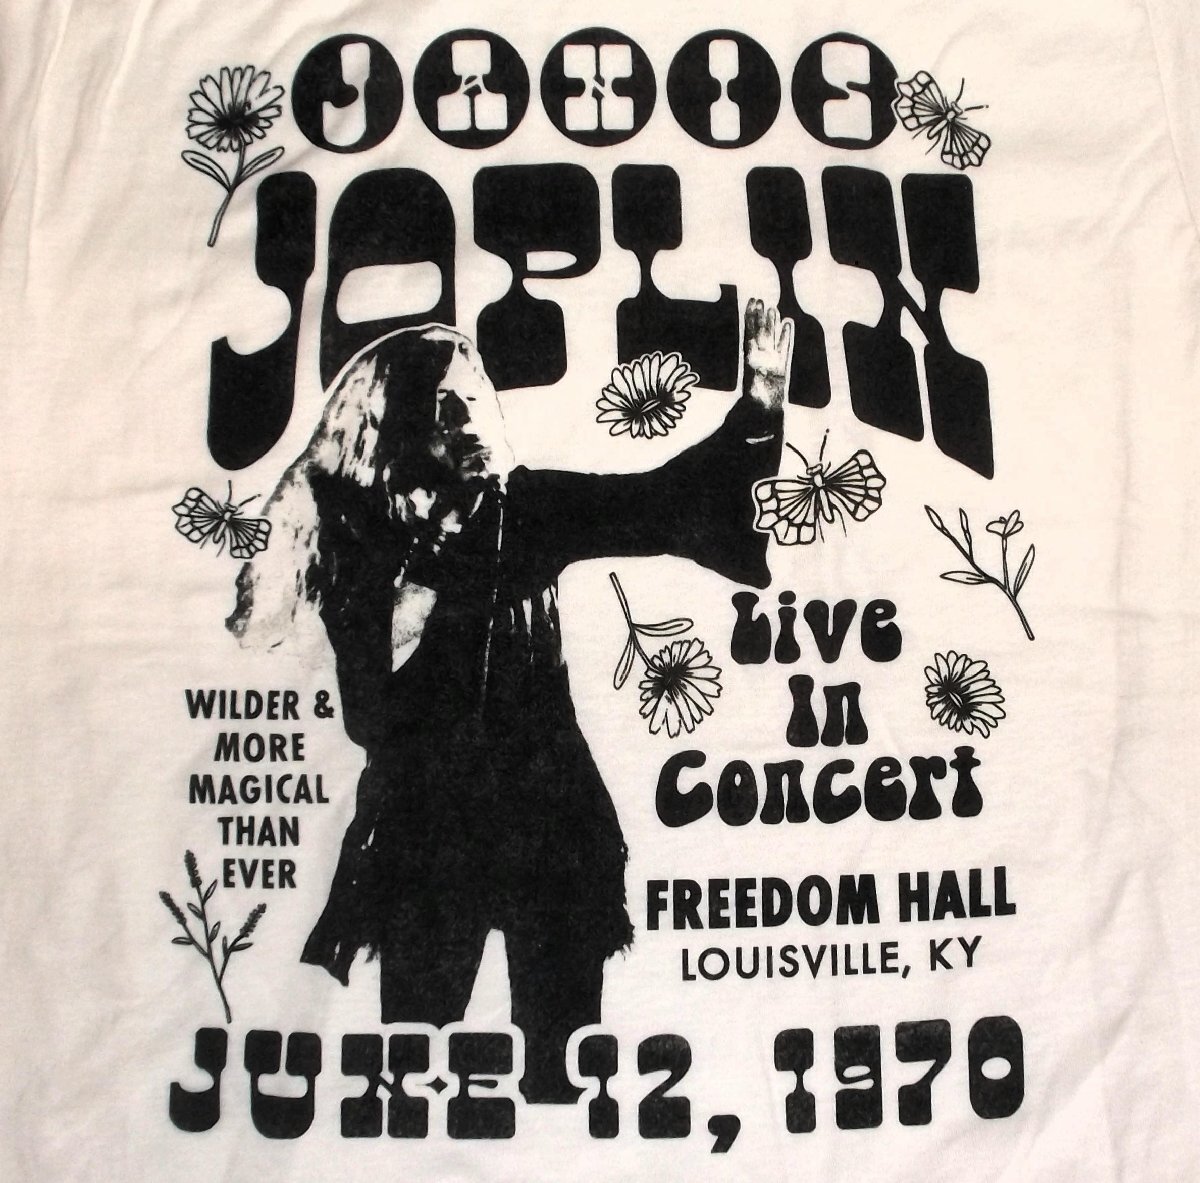 JANIS
JOPLIN
Live
In
Concert
WILDER &
MORE
MAGICAL
THAN
EVER
FREEDOM HALL
LOUISVILLE, KY
JUNE 12, 1970